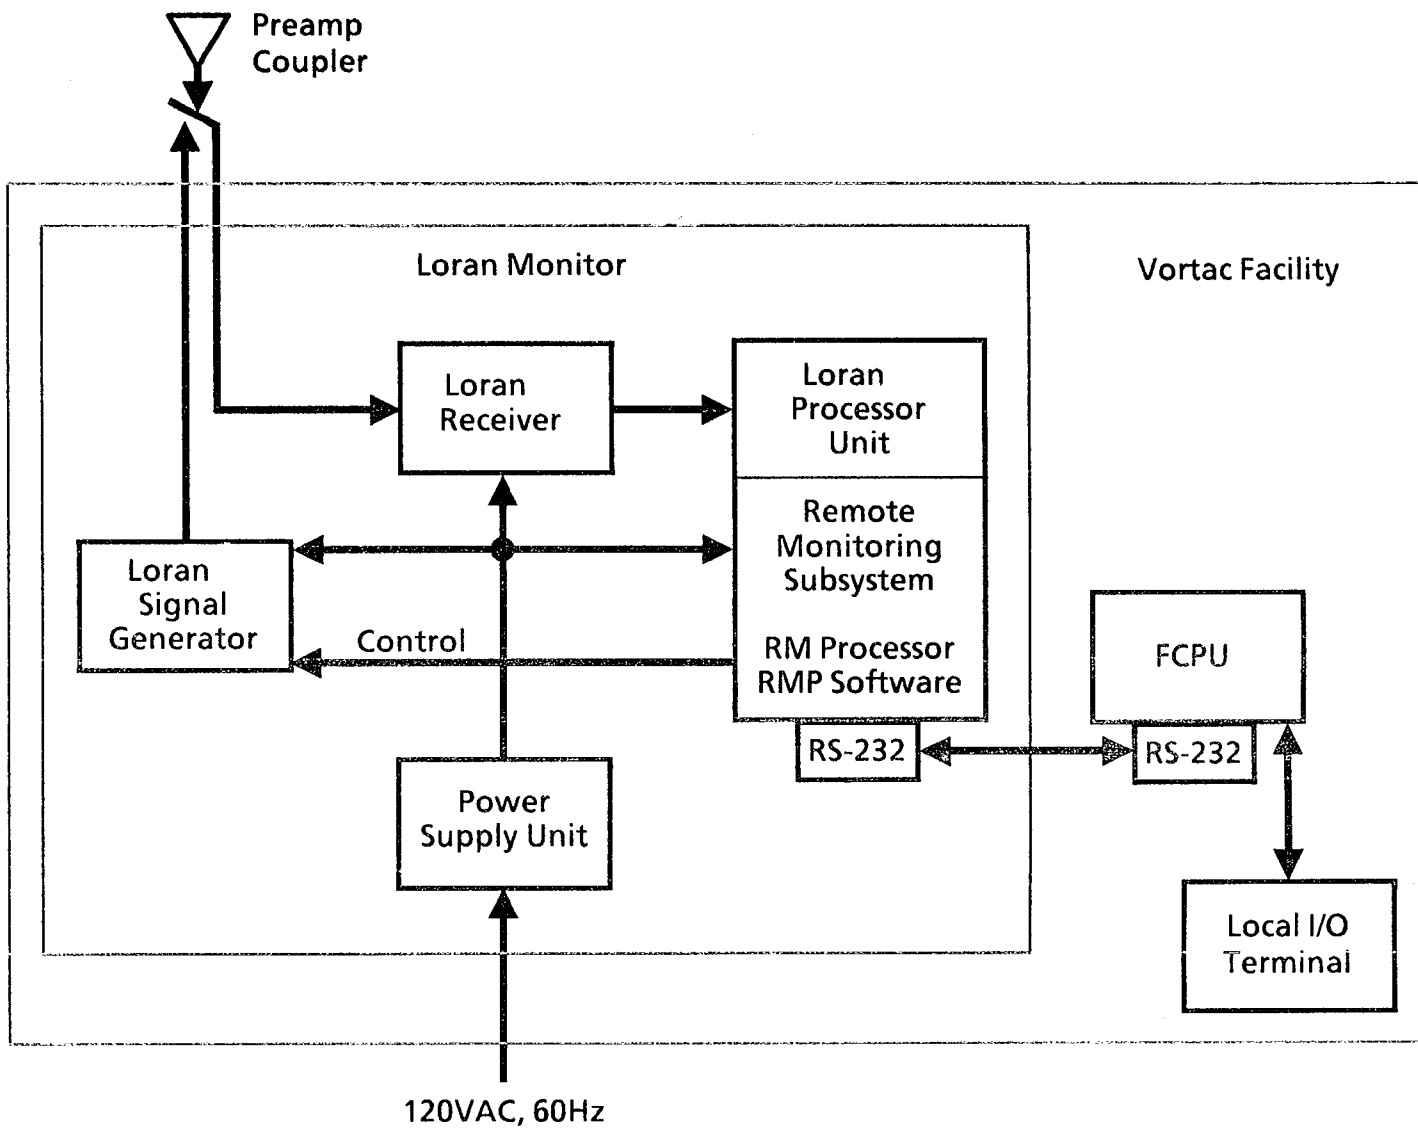 Preamp
Coupler
Loran Monitor
Vortac Facility
Loran
Receiver
Loran
Processor
Unit
Remote
Monitoring
Subsystem
RM Processor
RMP Software
RS-232
Loran
Signal
Generator
Control
FCPU
RS-232
Power
Supply Unit
Local I/O
Terminal
120VAC, 60Hz